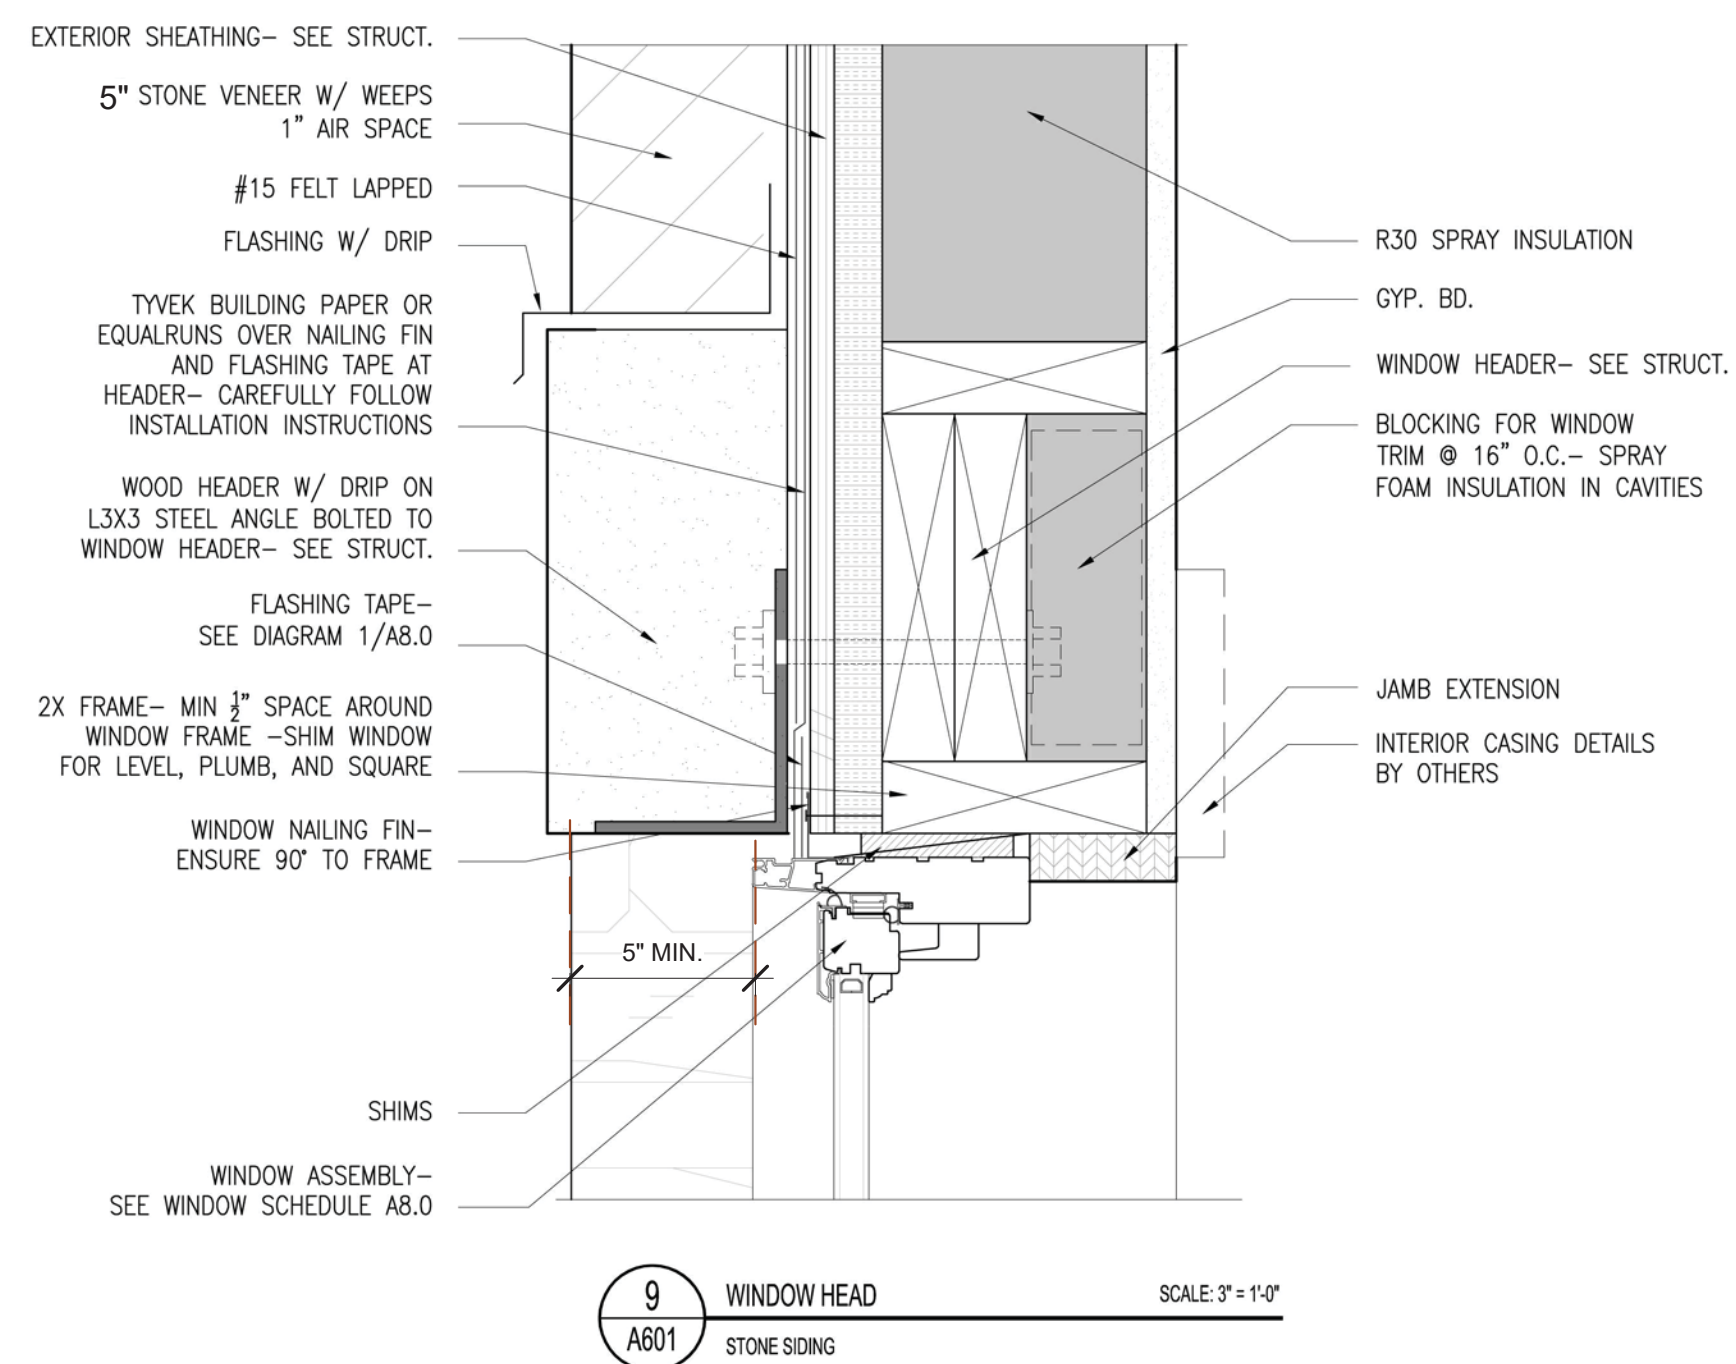 EXTERIOR SHEATHING– SEE STRUCT.
5" STONE VENEER W/ WEEPS
1” AIR SPACE
#15 FELT LAPPED
FLASHING W/ DRIP
TYVEK BUILDING PAPER OR
EQUALRUNS OVER NAILING FIN
AND FLASHING TAPE AT
HEADER– CAREFULLY FOLLOW
INSTALLATION INSTRUCTIONS
WOOD HEADER W/ DRIP ON
L3X3 STEEL ANGLE BOLTED TO
WINDOW HEADER– SEE STRUCT.
FLASHING TAPE–
SEE DIAGRAM 1/A8.0
2X FRAME– MIN ½” SPACE AROUND
WINDOW FRAME –SHIM WINDOW
FOR LEVEL, PLUMB, AND SQUARE
WINDOW NAILING FIN–
ENSURE 90° TO FRAME
SHIMS
WINDOW ASSEMBLY–
SEE WINDOW SCHEDULE A8.0
5" MIN.
R30 SPRAY INSULATION
GYP. BD.
WINDOW HEADER– SEE STRUCT.
BLOCKING FOR WINDOW
TRIM @ 16” O.C.– SPRAY
FOAM INSULATION IN CAVITIES
JAMB EXTENSION
INTERIOR CASING DETAILS
BY OTHERS
9
A601
WINDOW HEAD
SCALE: 3" = 1'-0"
STONE SIDING